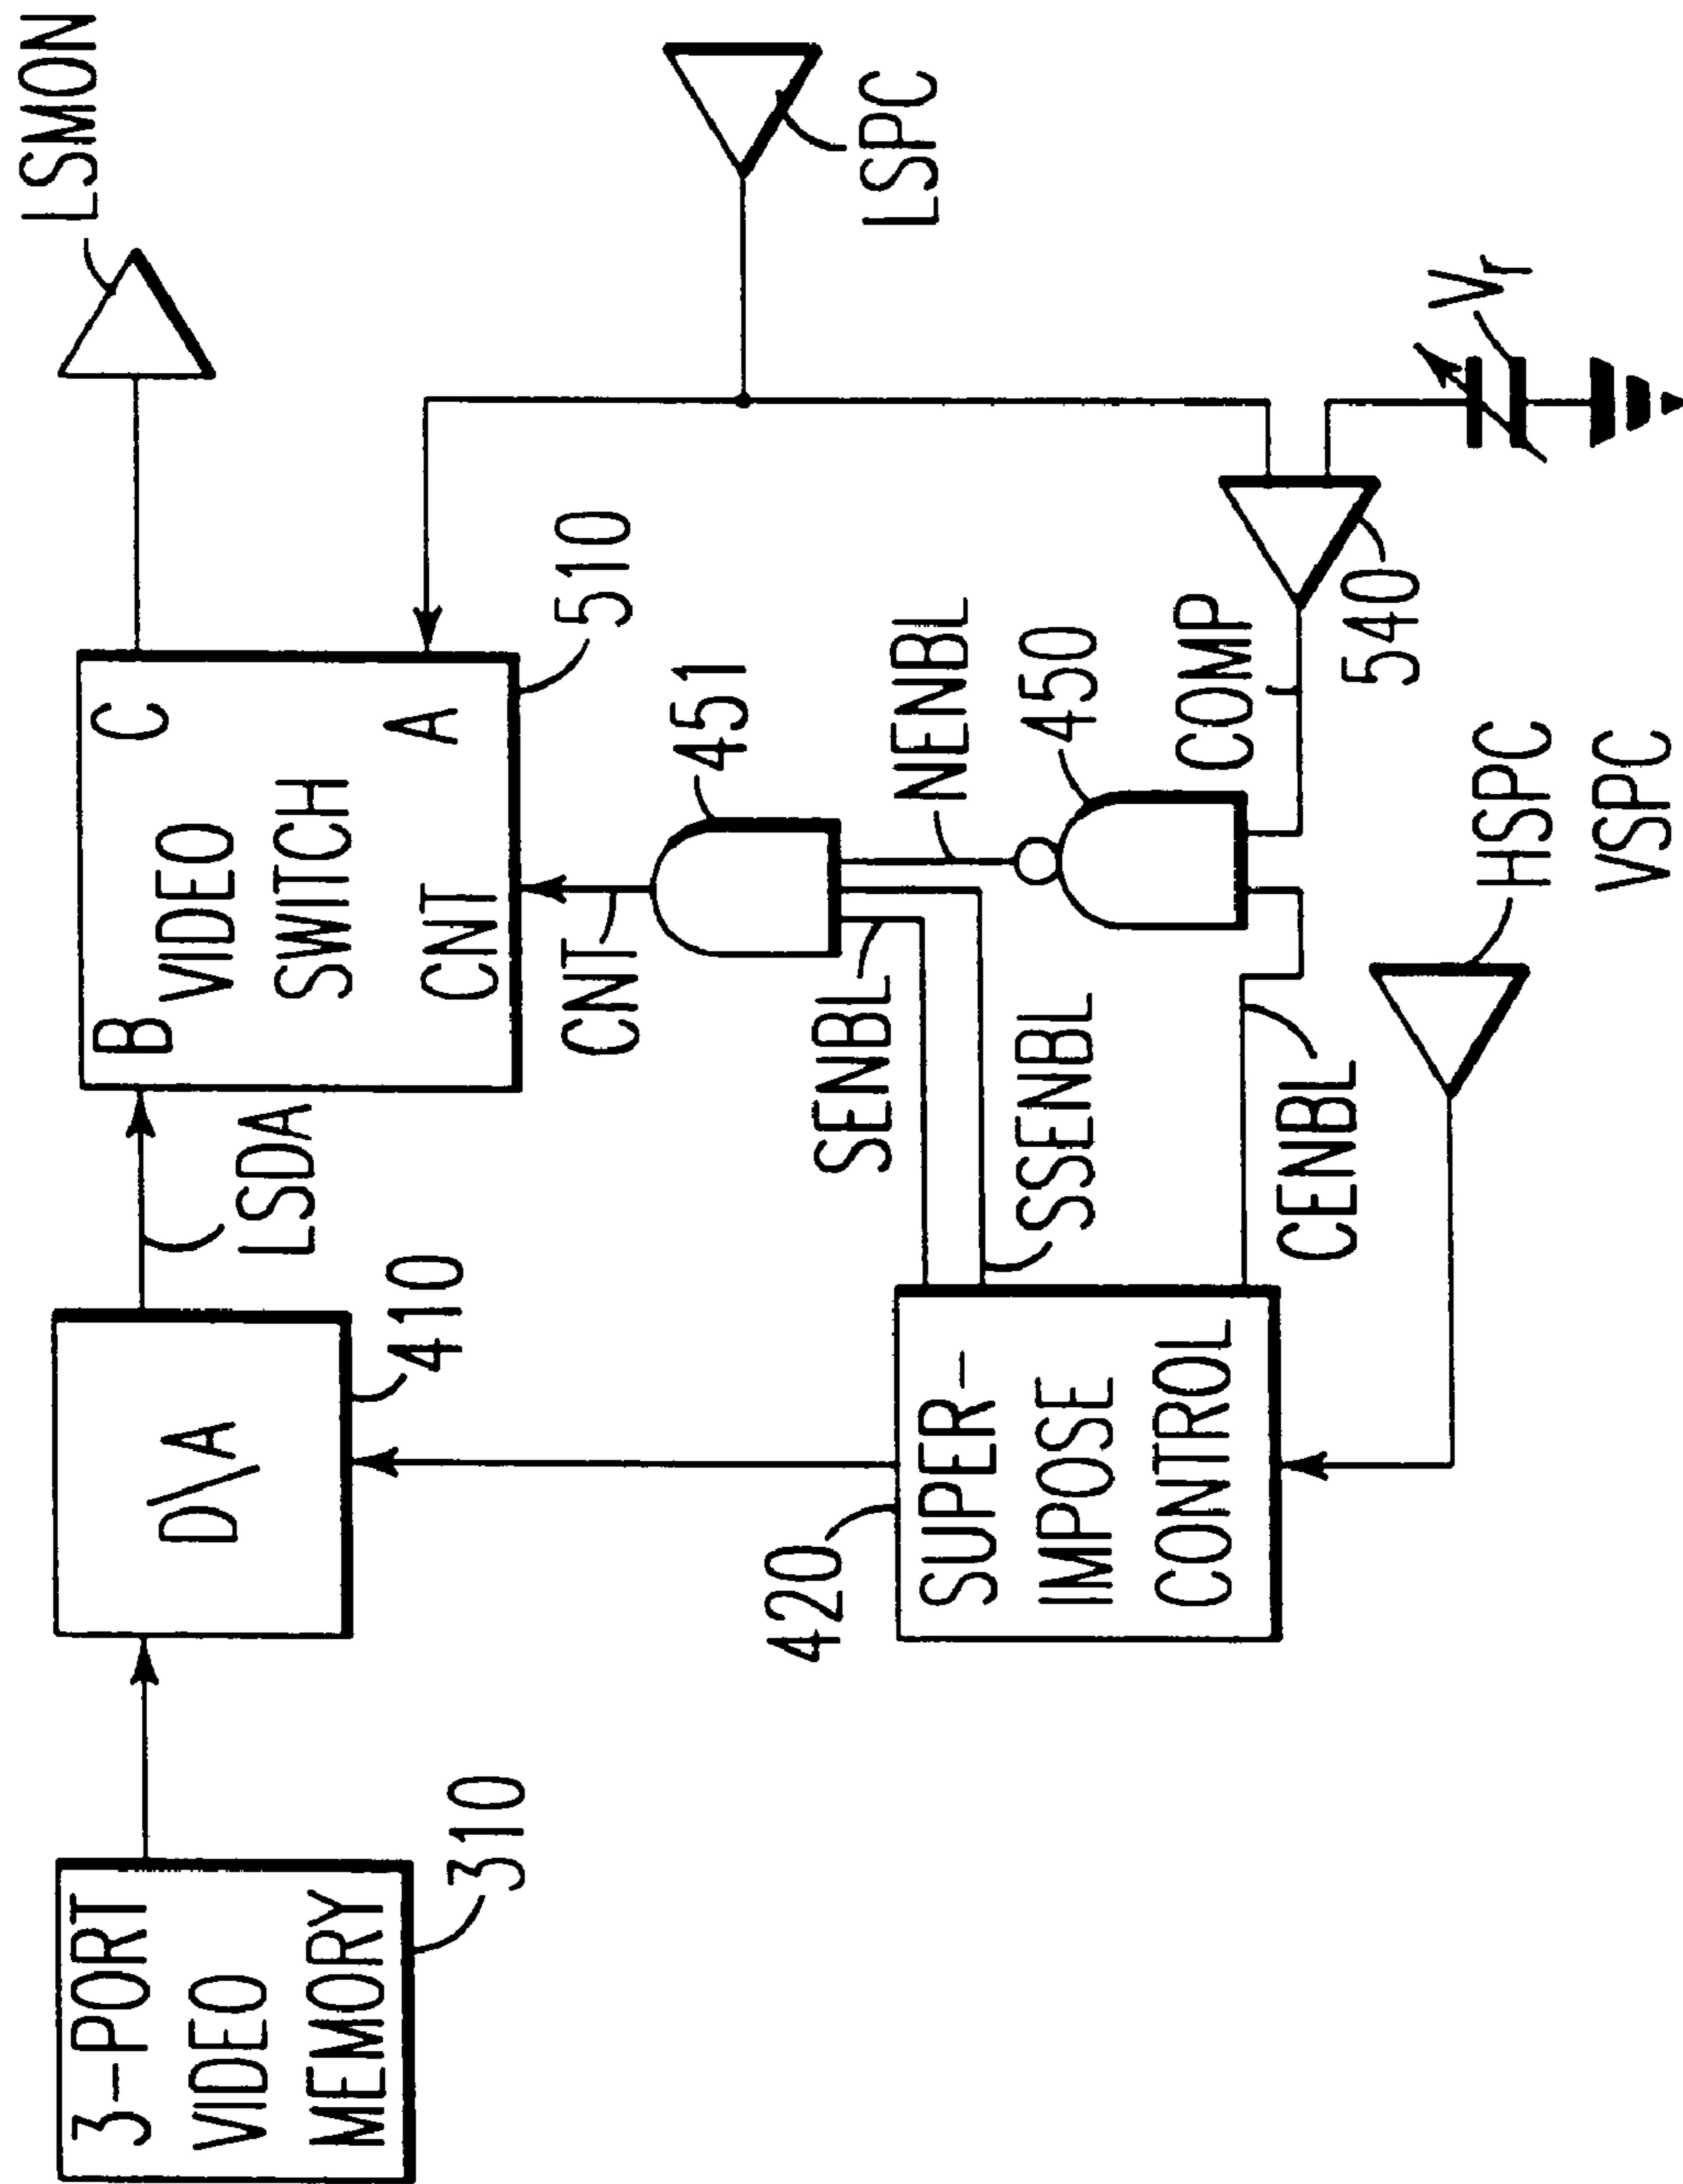 3-PORT
VIDEO
MEMORY
310
D\A
410
LSDA
B
C
VIDEO
SWITCH
CNT
A
510
LSMON
LSPC
CNT
451
SENBL
SSENBL
NENBL
450
COMP
540
Vr
420
SUPER-
IMPOSE
CONTROL
CENBL
HSPC
VSPC